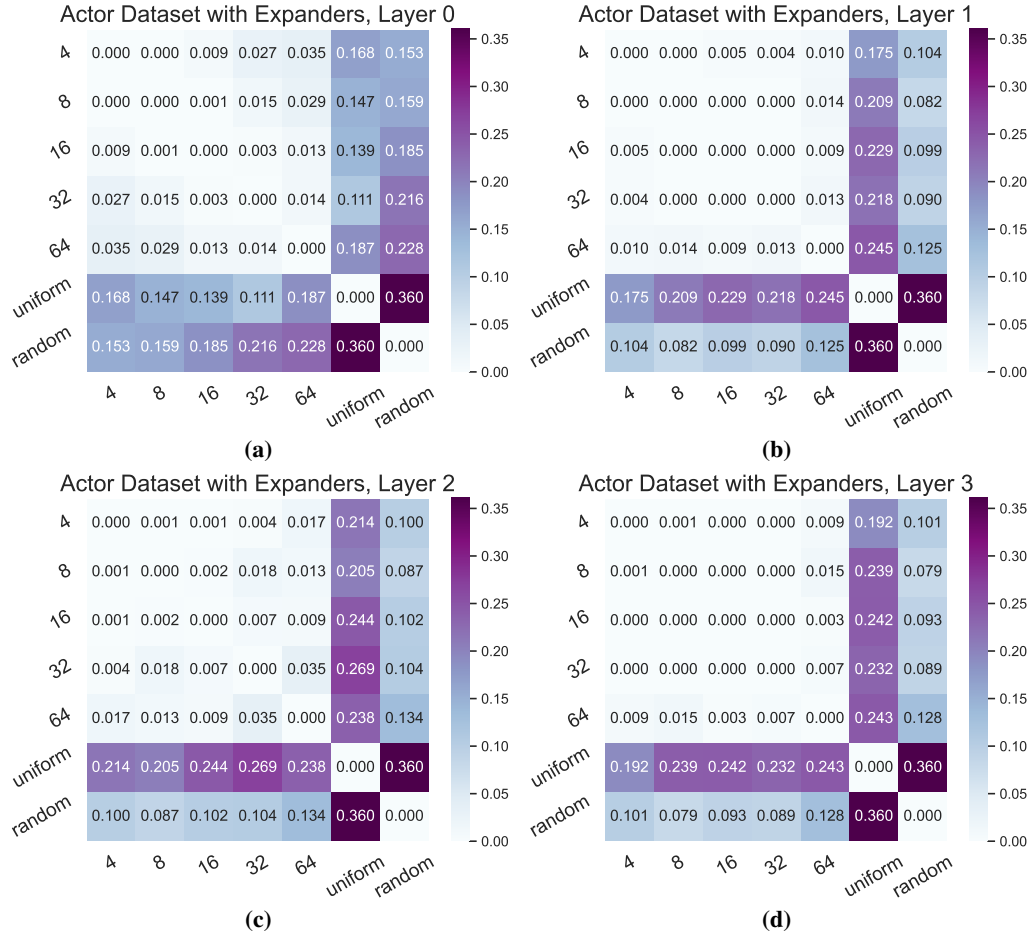 Actor Dataset with Expanders, Layer 0
4 0.000 0.000 0.009 0.027 0.035 0.168 0.153
8 0.000 0.000 0.001 0.015 0.029 0.147 0.159
16 0.009 0.001 0.000 0.003 0.013 0.139 0.185
32 0.027 0.015 0.003 0.000 0.014 0.111 0.216
64 0.035 0.029 0.013 0.014 0.000 0.187 0.228
uniform 0.168 0.147 0.139 0.111 0.187 0.000 0.360
random 0.153 0.159 0.185 0.216 0.228 0.360 0.000
4 8 16 32 64 uniform random
0.35
0.30
0.25
0.20
0.15
0.10
0.05
0.00
(a)
Actor Dataset with Expanders, Layer 1
4 0.000 0.000 0.005 0.004 0.010 0.175 0.104
8 0.000 0.000 0.000 0.000 0.014 0.209 0.082
16 0.005 0.000 0.000 0.000 0.009 0.229 0.099
32 0.004 0.000 0.000 0.000 0.013 0.218 0.090
64 0.010 0.014 0.009 0.013 0.000 0.245 0.125
uniform 0.175 0.209 0.229 0.218 0.245 0.000 0.360
random 0.104 0.082 0.099 0.090 0.125 0.360 0.000
4 8 16 32 64 uniform random
0.35
0.30
0.25
0.20
0.15
0.10
0.05
0.00
(b)
Actor Dataset with Expanders, Layer 2
4 0.000 0.001 0.001 0.004 0.017 0.214 0.100
8 0.001 0.000 0.002 0.018 0.013 0.205 0.087
16 0.001 0.002 0.000 0.007 0.009 0.244 0.102
32 0.004 0.018 0.007 0.000 0.035 0.269 0.104
64 0.017 0.013 0.009 0.035 0.000 0.238 0.134
uniform 0.214 0.205 0.244 0.269 0.238 0.000 0.360
random 0.100 0.087 0.102 0.104 0.134 0.360 0.000
4 8 16 32 64 uniform random
0.35
0.30
0.25
0.20
0.15
0.10
0.05
0.00
(c)
Actor Dataset with Expanders, Layer 3
4 0.000 0.001 0.000 0.000 0.009 0.192 0.101
8 0.001 0.000 0.000 0.000 0.015 0.239 0.079
16 0.000 0.000 0.000 0.000 0.003 0.242 0.093
32 0.000 0.000 0.000 0.000 0.007 0.232 0.089
64 0.009 0.015 0.003 0.007 0.000 0.243 0.128
uniform 0.192 0.239 0.242 0.232 0.243 0.000 0.360
random 0.101 0.079 0.093 0.089 0.128 0.360 0.000
4 8 16 32 64 uniform random
0.35
0.30
0.25
0.20
0.15
0.10
0.05
0.00
(d)